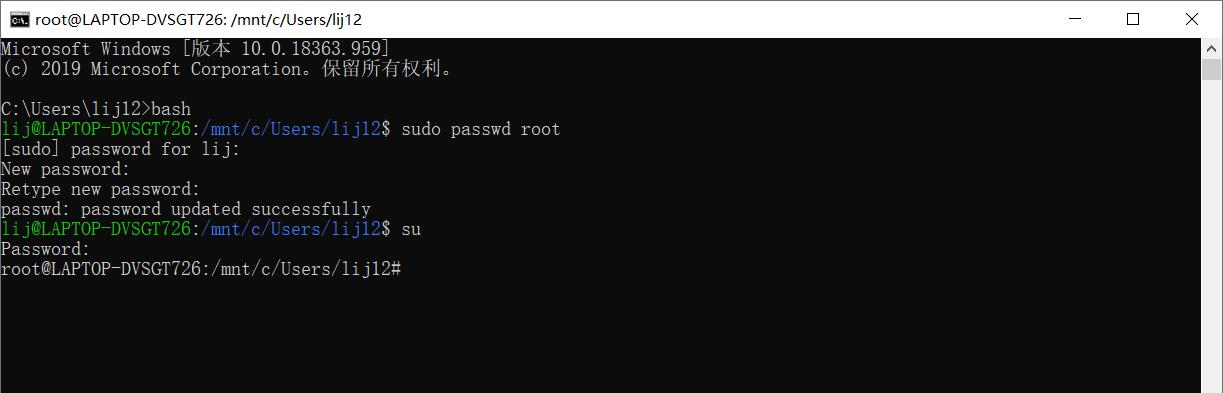 root@LAPTOP-DVSGT726: /mnt/c/Users/lij12
Microsoft Windows [版本 10.0.18363.959]
(c) 2019 Microsoft Corporation。保留所有权利。
C:\Users\lij12>bash
lij@LAPTOP-DVSGT726:/mnt/c/Users/lij12$ sudo passwd root
[sudo] password for lij:
New password:
Retype new password:
passwd: password updated successfully
lij@LAPTOP-DVSGT726:/mnt/c/Users/lij12$ su
Password:
root@LAPTOP-DVSGT726:/mnt/c/Users/lij12#